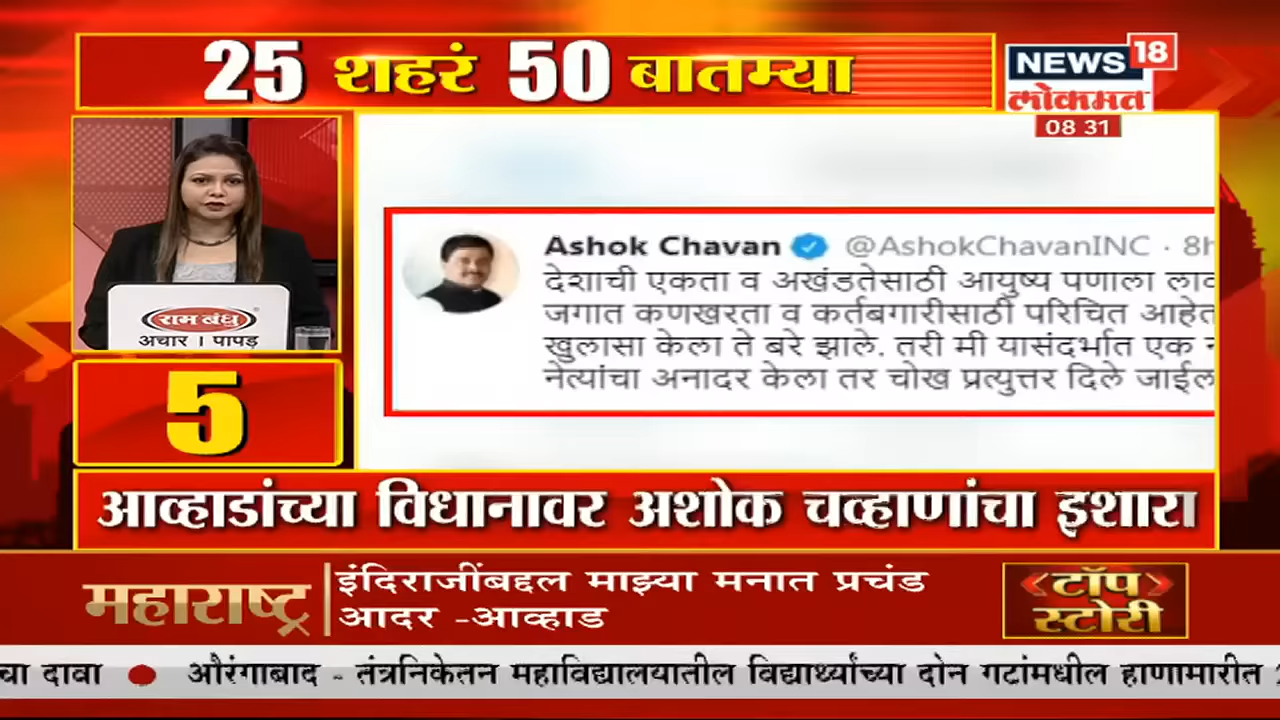 25 शहरं 50 बातम्या
NEWS 18
लोकमत
08 31
Ashok Chavan @AshokChavanINC · 8h
देशाची एकता व अखंडतेसाठी आयुष्य पणाला
जगात कणखरता व कर्तबगारीसाठी परिचित आहेत
खुलासा केला ते बरे झाले. तरी मी यासंदर्भात एक
नेत्यांचा अनादर केला तर चोख प्रत्युत्तर दिले जाईल
राम बंधु
अचार । पापड़
5
आव्हाडांच्या विधानावर अशोक चव्हाणांचा इशारा
महाराष्ट्र
इंदिराजींबद्दल माझ्या मनात प्रचंड
आदर -आव्हाड
टॉप
स्टोरी
चा दावा ● औरंगाबाद - तंत्रनिकेतन महाविद्यालयातील विद्यार्थ्यांच्या दोन गटांमधील हाणामारीत